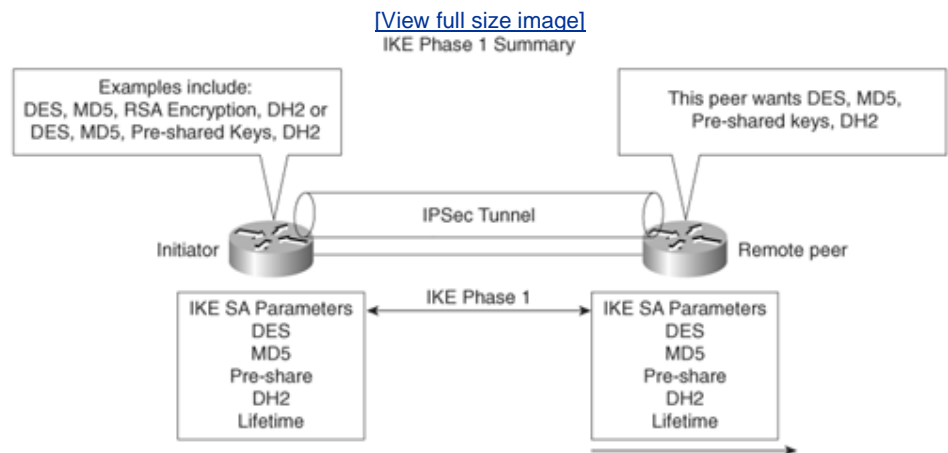 [View full size image]
IKE Phase 1 Summary
Examples include:
DES, MD5, RSA Encryption, DH2 or
DES, MD5, Pre-shared Keys, DH2
This peer wants DES, MD5,
Pre-shared keys, DH2
IPSec Tunnel
Initiator
Remote peer
IKE Phase 1
IKE SA Parameters
DES
MD5
Pre-share
DH2
Lifetime
IKE SA Parameters
DES
MD5
Pre-share
DH2
Lifetime